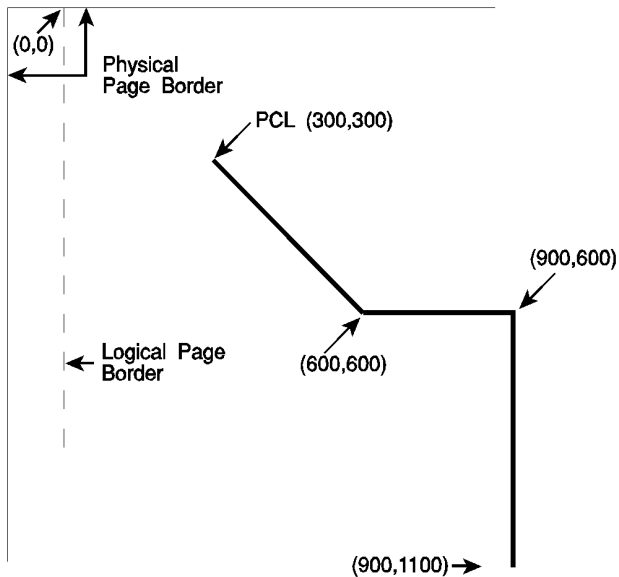 (0,0)
Physical
Page Border
PCL (300,300)
(900,600)
Logical Page
Border
(600,600)
(900,1100)